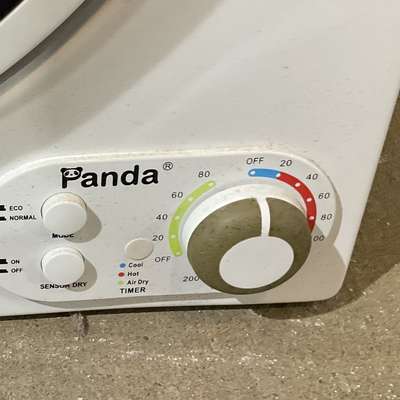 Panda®
ECO
NORMAL
MODE
ON
OFF
SENSOR DRY
Cool
Hot
Air Dry
TIMER
OFF
20
40
60
80
OFF
20
40
60
80
200